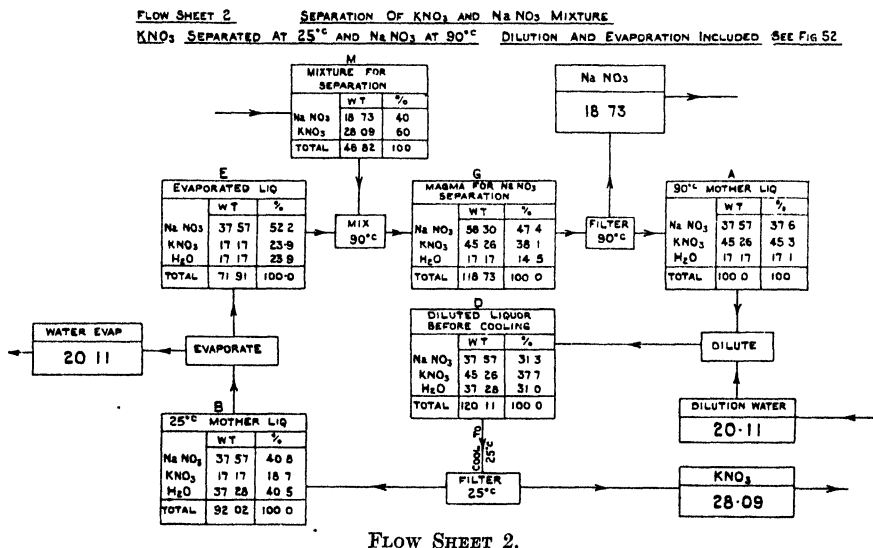 FLOW SHEET 2 SEPARATION OF KNO3 AND NaNO3 MIXTURE
KNO3 SEPARATED AT 25°C AND NaNO3 AT 90°C DILUTION AND EVAPORATION INCLUDED SEE FIG 52
M
MIXTURE FOR
SEPARATION
WT %
NaNO3 18 73 40
KNO3 28 09 60
TOTAL 46 82 100
NaNO3
18 73
E
EVAPORATED LIQ
WT %
NaNO3 37 57 52 2
KNO3 17 17 23·9
H2O 17 17 23 9
TOTAL 71 91 100·0
MIX
90°C
G
MAGMA FOR NaNO3
SEPARATION
WT %
NaNO3 56 30 47 4
KNO3 45 26 38 1
H2O 17 17 14 5
TOTAL 118 73 100 0
FILTER
90°C
A
90°C MOTHER LIQ
WT %
NaNO3 37 57 37 6
KNO3 45 26 45 3
H2O 17 17 17 1
TOTAL 100 0 100
WATER EVAP
20 11
EVAPORATE
D
DILUTED LIQUOR
BEFORE COOLING
WT %
NaNO3 37 57 31 3
KNO3 45 26 37 7
H2O 37 28 31 0
TOTAL 120 11 100 0
DILUTE
DILUTION WATER
20·11
B
25°C MOTHER LIQ
WT %
NaNO3 37 57 40 8
KNO3 17 17 18 7
H2O 37 28 40 5
TOTAL 92 02 100 0
COOL TO
25°C
FILTER
25°C
KNO3
28·09
FLOW SHEET 2.